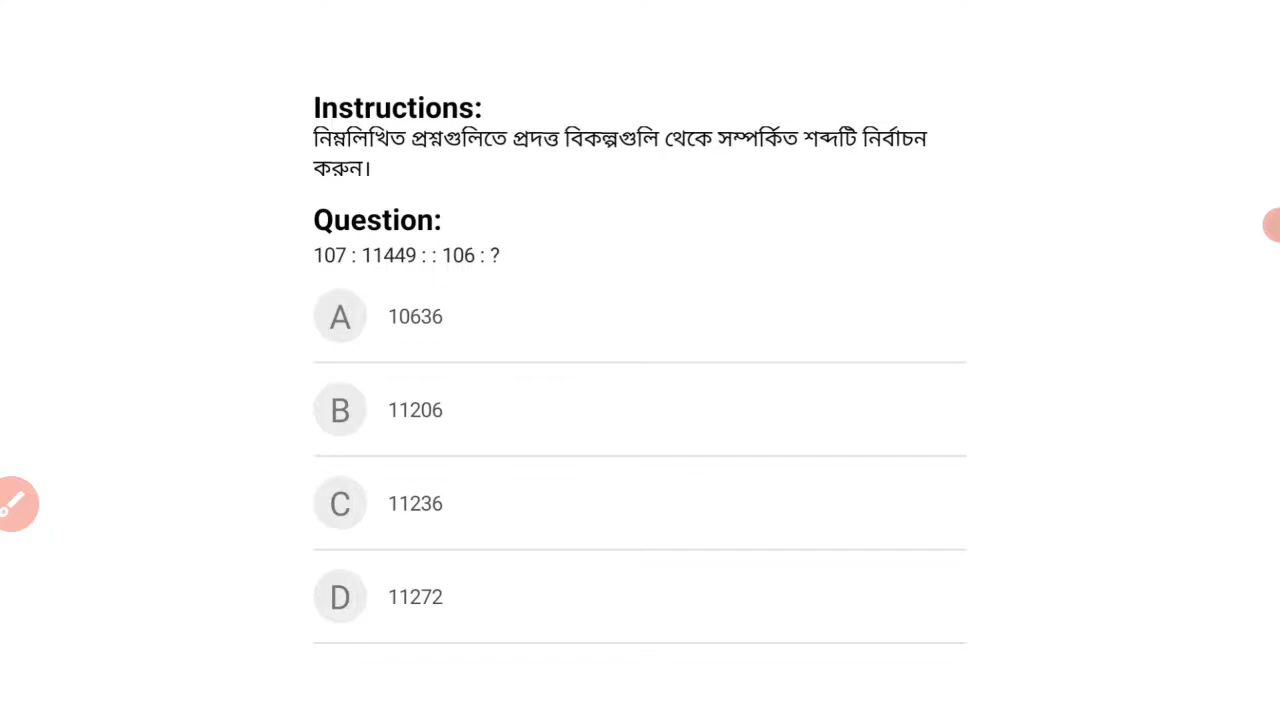 Instructions:
নিম্নলিখিত প্রশ্নগুলিতে প্রদত্ত বিকল্পগুলি থেকে সম্পর্কিত শব্দটি নির্বাচন
করুন।
Question:
107 : 11449 : : 106 : ?
A 10636
B 11206
C 11236
D 11272